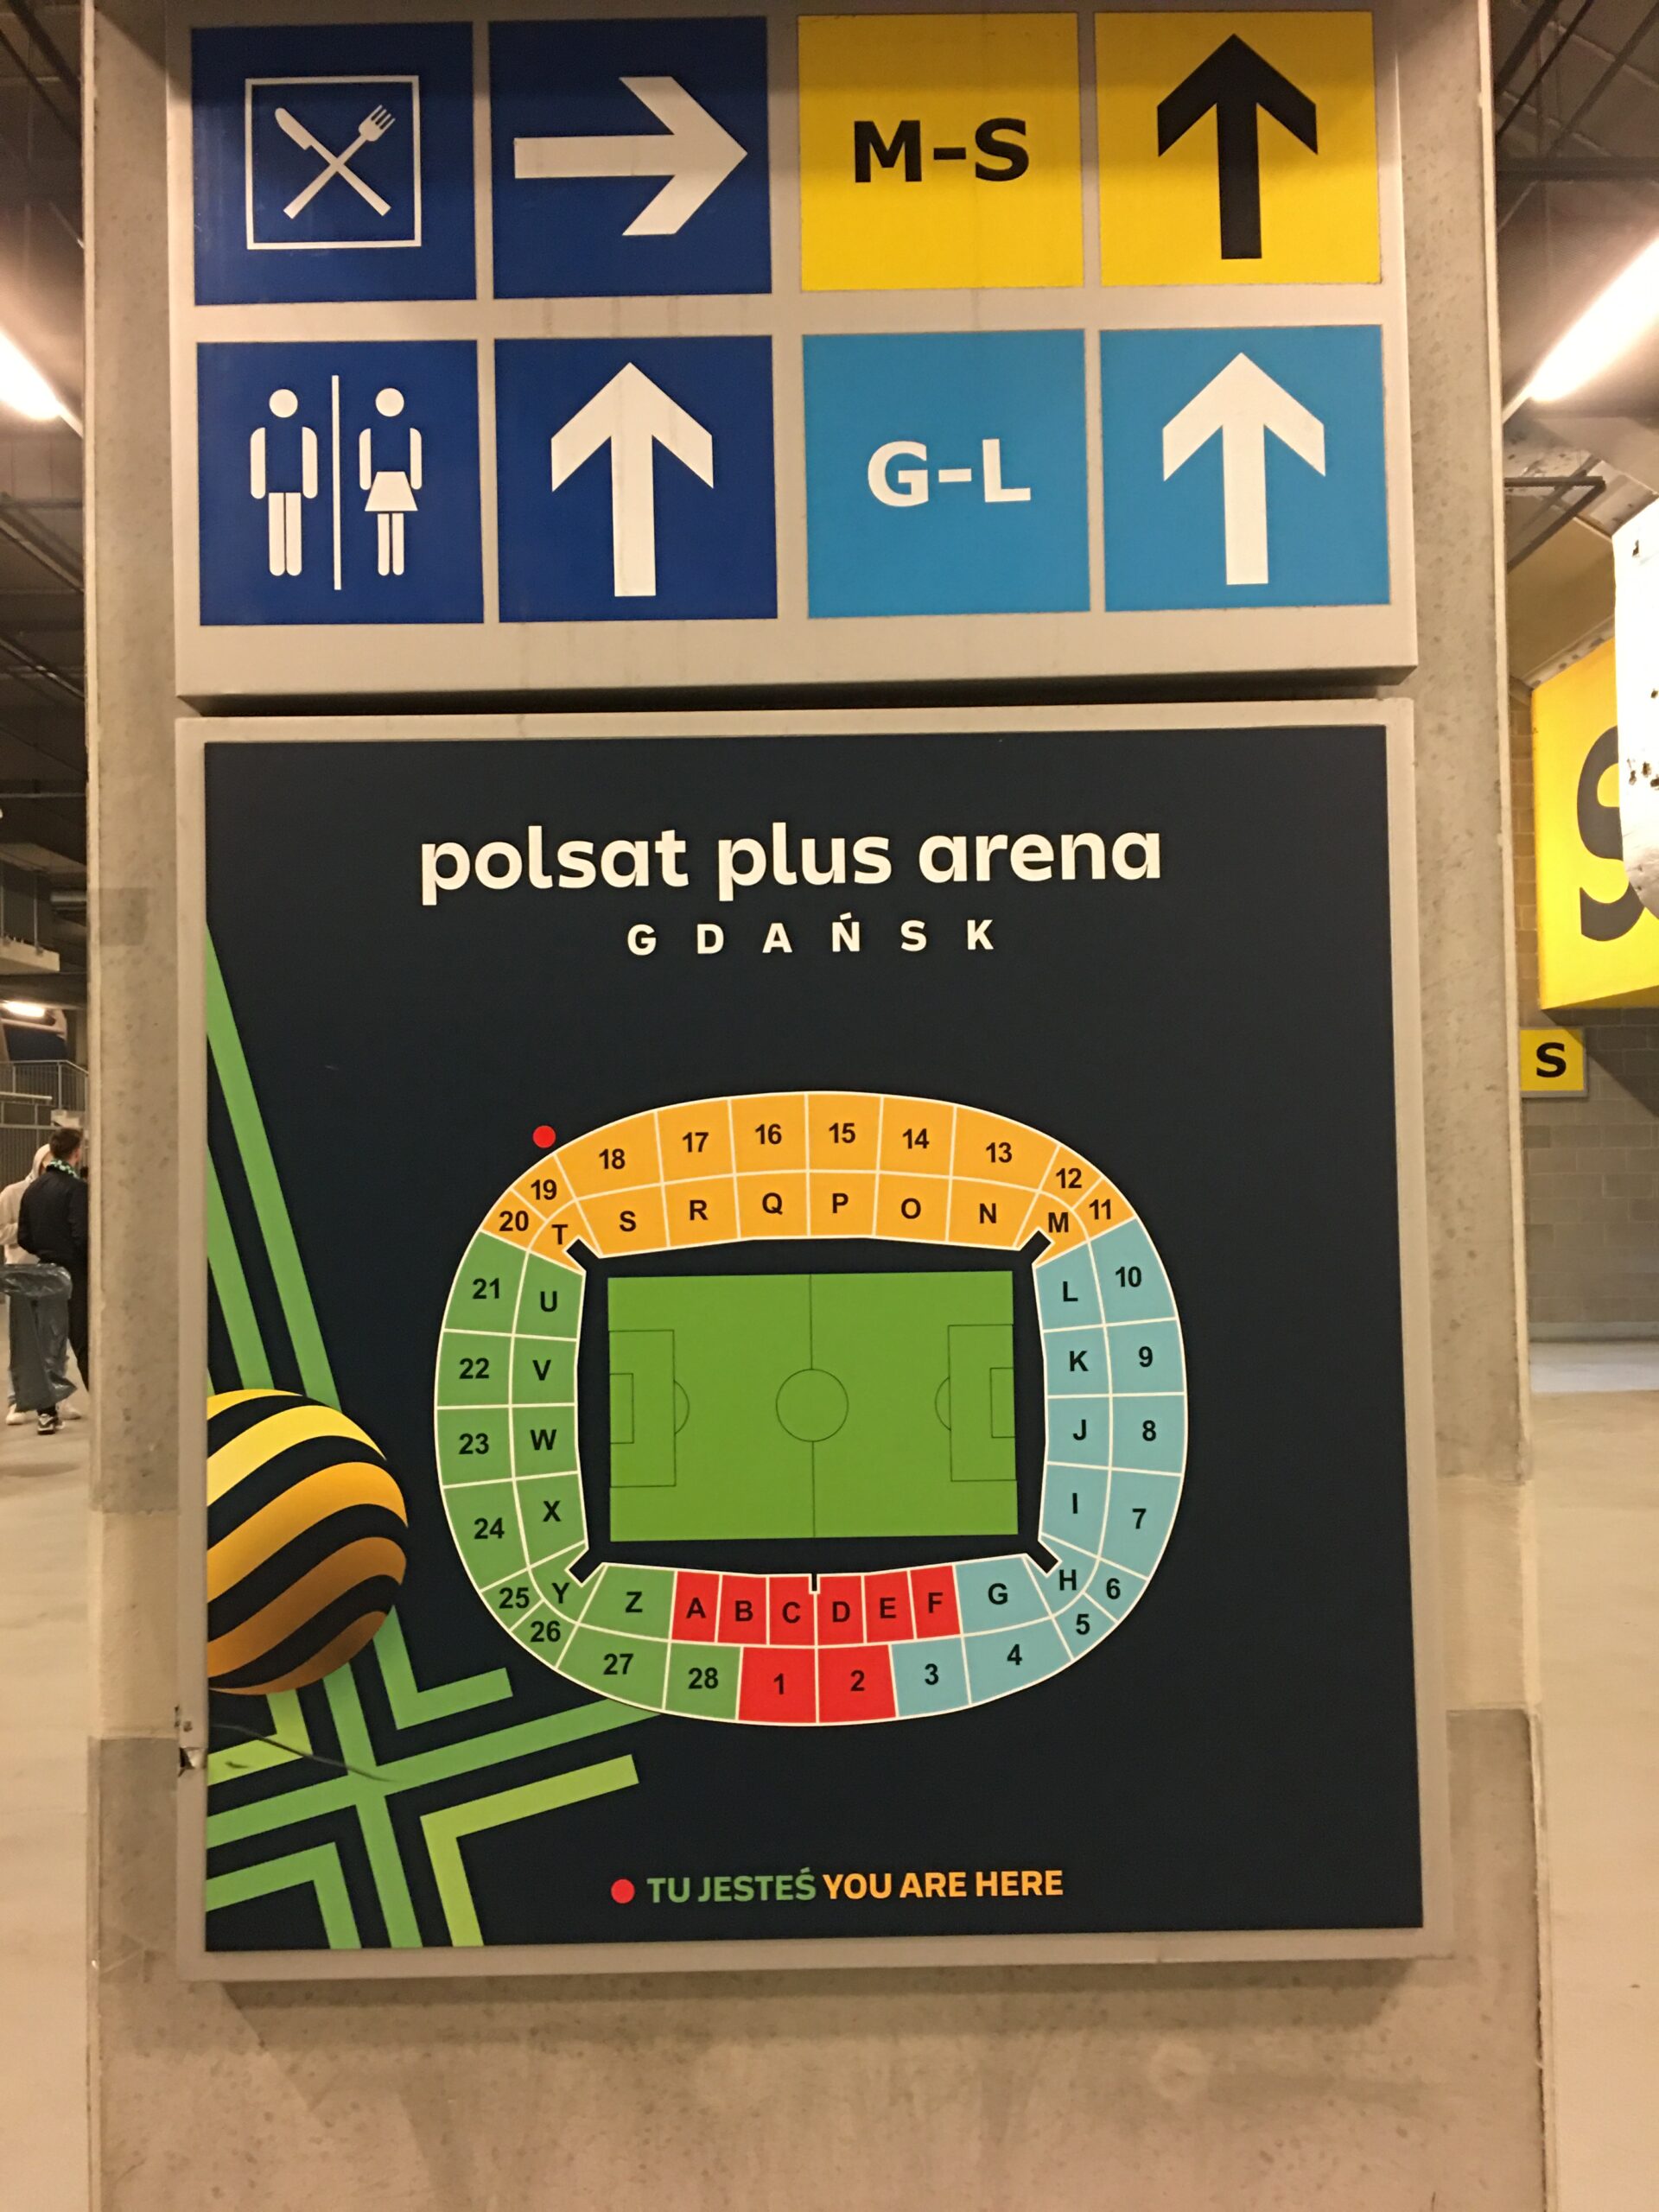 M-S
G-L
S
S
polsat plus arena
GDAŃSK
18 17 16 15 14 13
19 12
20 T S R Q P O N M 11
21 U L 10
22 V K 9
23 W J 8
24 X I 7
25 Y Z A B C D E F G H 6
26 5
27 28 1 2 3 4
TU JESTEŚ YOU ARE HERE